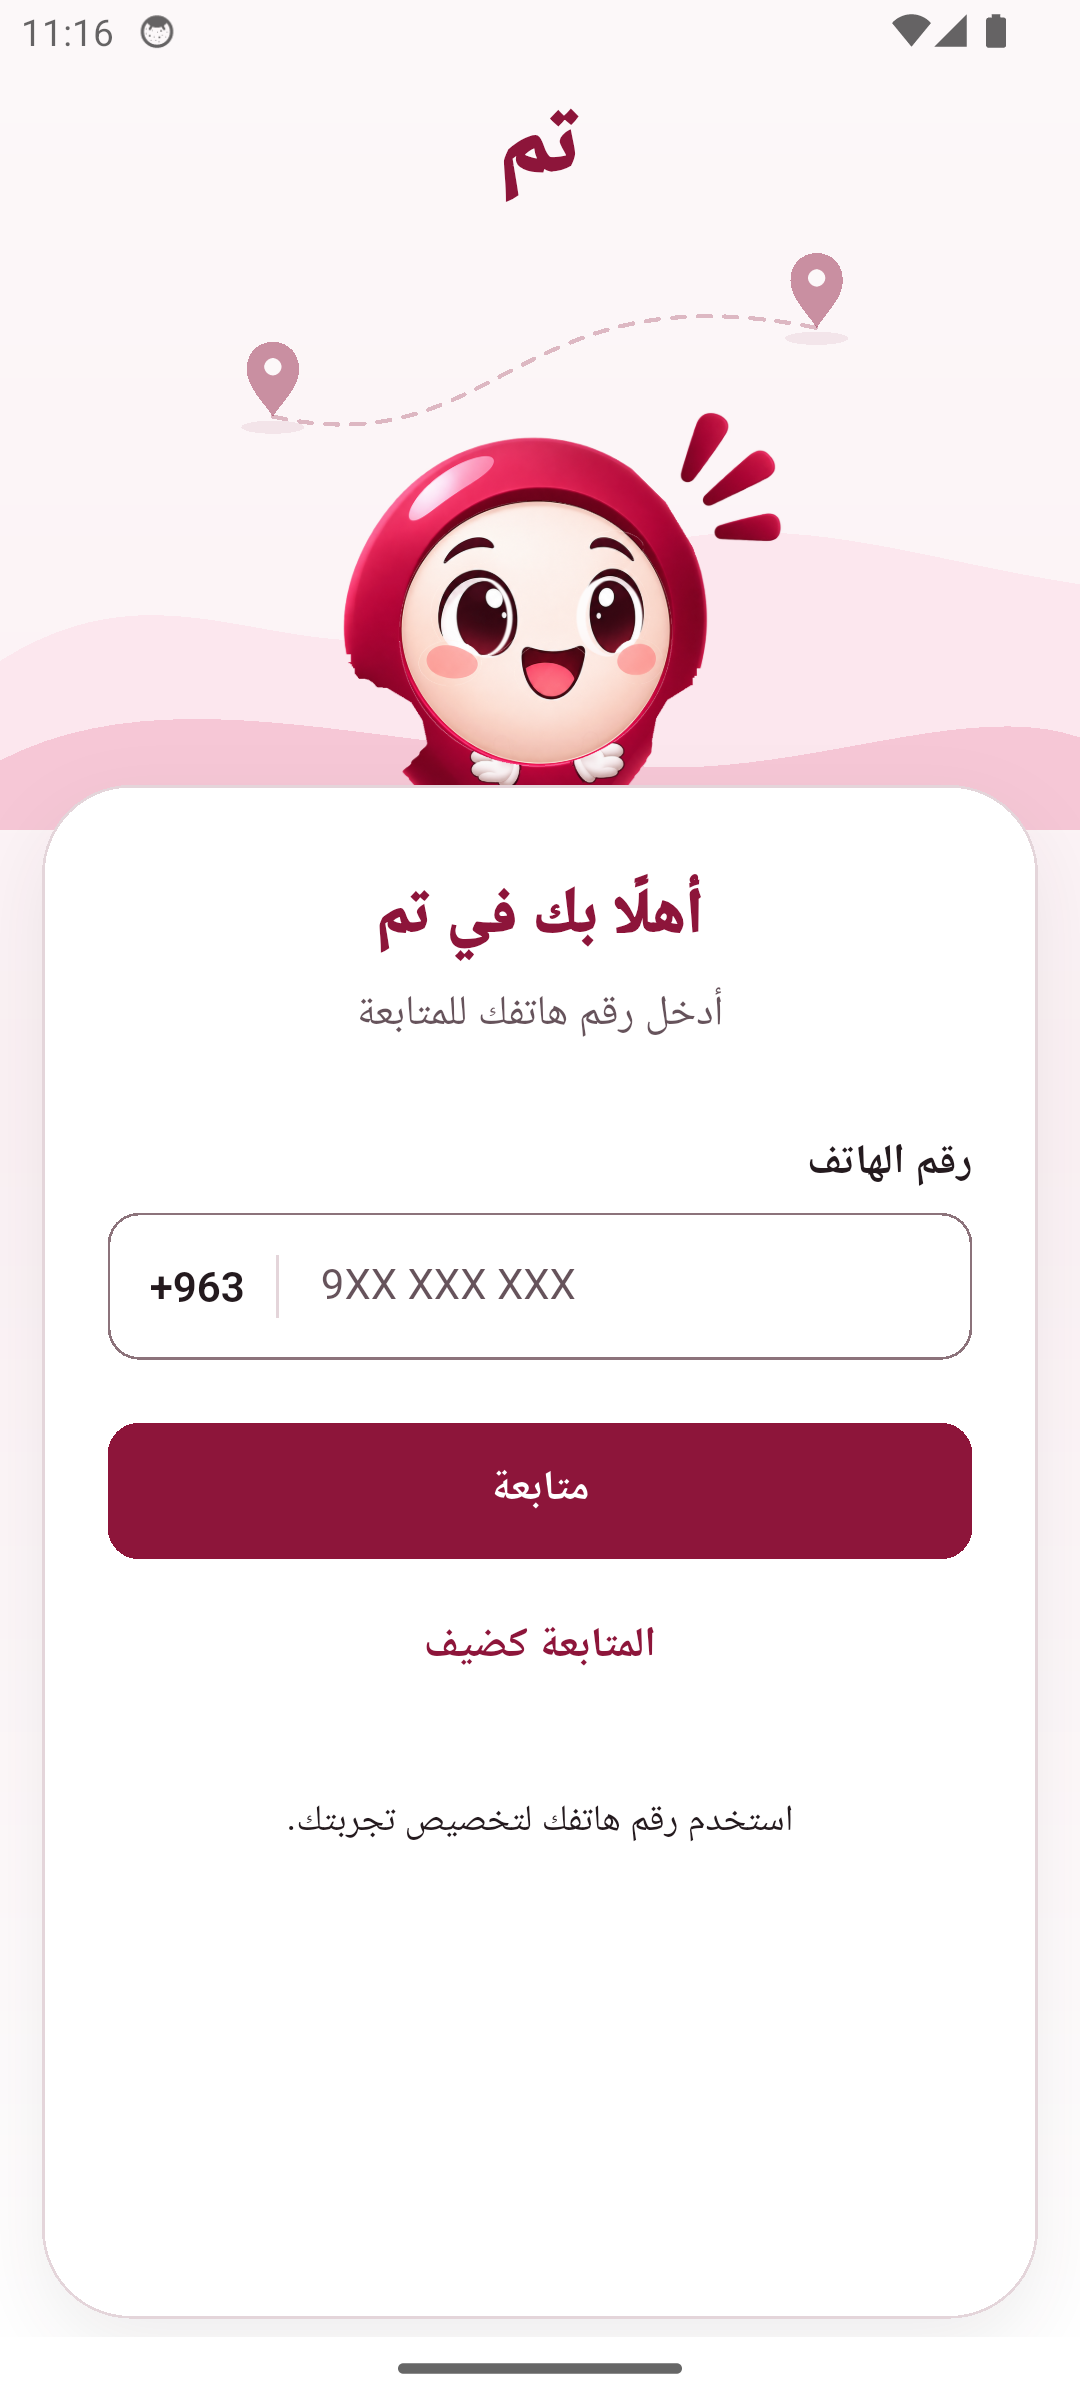 11:16
تم
أهلًا بك في تم
أدخل رقم هاتفك للمتابعة
رقم الهاتف
+963 9XX XXX XXX
متابعة
المتابعة كضيف
استخدم رقم هاتفك لتخصيص تجربتك.